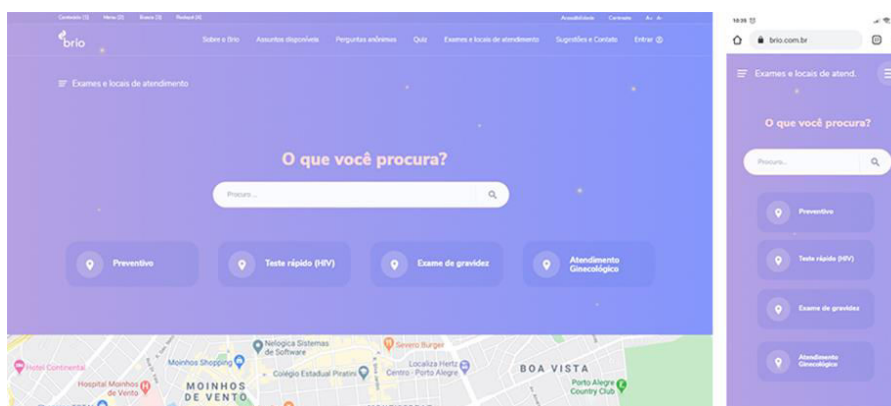 Conteúdo [1] Menu [2] Busca [3] Rodapé [4] Acessibilidade Contraste A+ A-
brio
Sobre o Brio Assuntos disponíveis Perguntas anônimas Quiz Exames e locais de atendimento Sugestões e Contato Entrar
Exames e locais de atendimento
O que você procura?
Procuro ...
Preventivo
Teste rápido (HIV)
Exame de gravidez
Atendimento
Ginecológico
Nelogica Sistemas
de Software
Severo Burger
Hotel Continental
Moinhos Shopping
Colégio Estadual Piratini
Localiza Hertz
Centro - Porto Alegre
BOA VISTA
Hospital Moinhos
de Vento
MOINHOS
DE VENTO
Porto Alegre
Country Club
brio.com.br
Exames e locais de atend.
O que você procura?
Procuro...
Preventivo
Teste rápido (HIV)
Exame de gravidez
Atendimento
Ginecológico